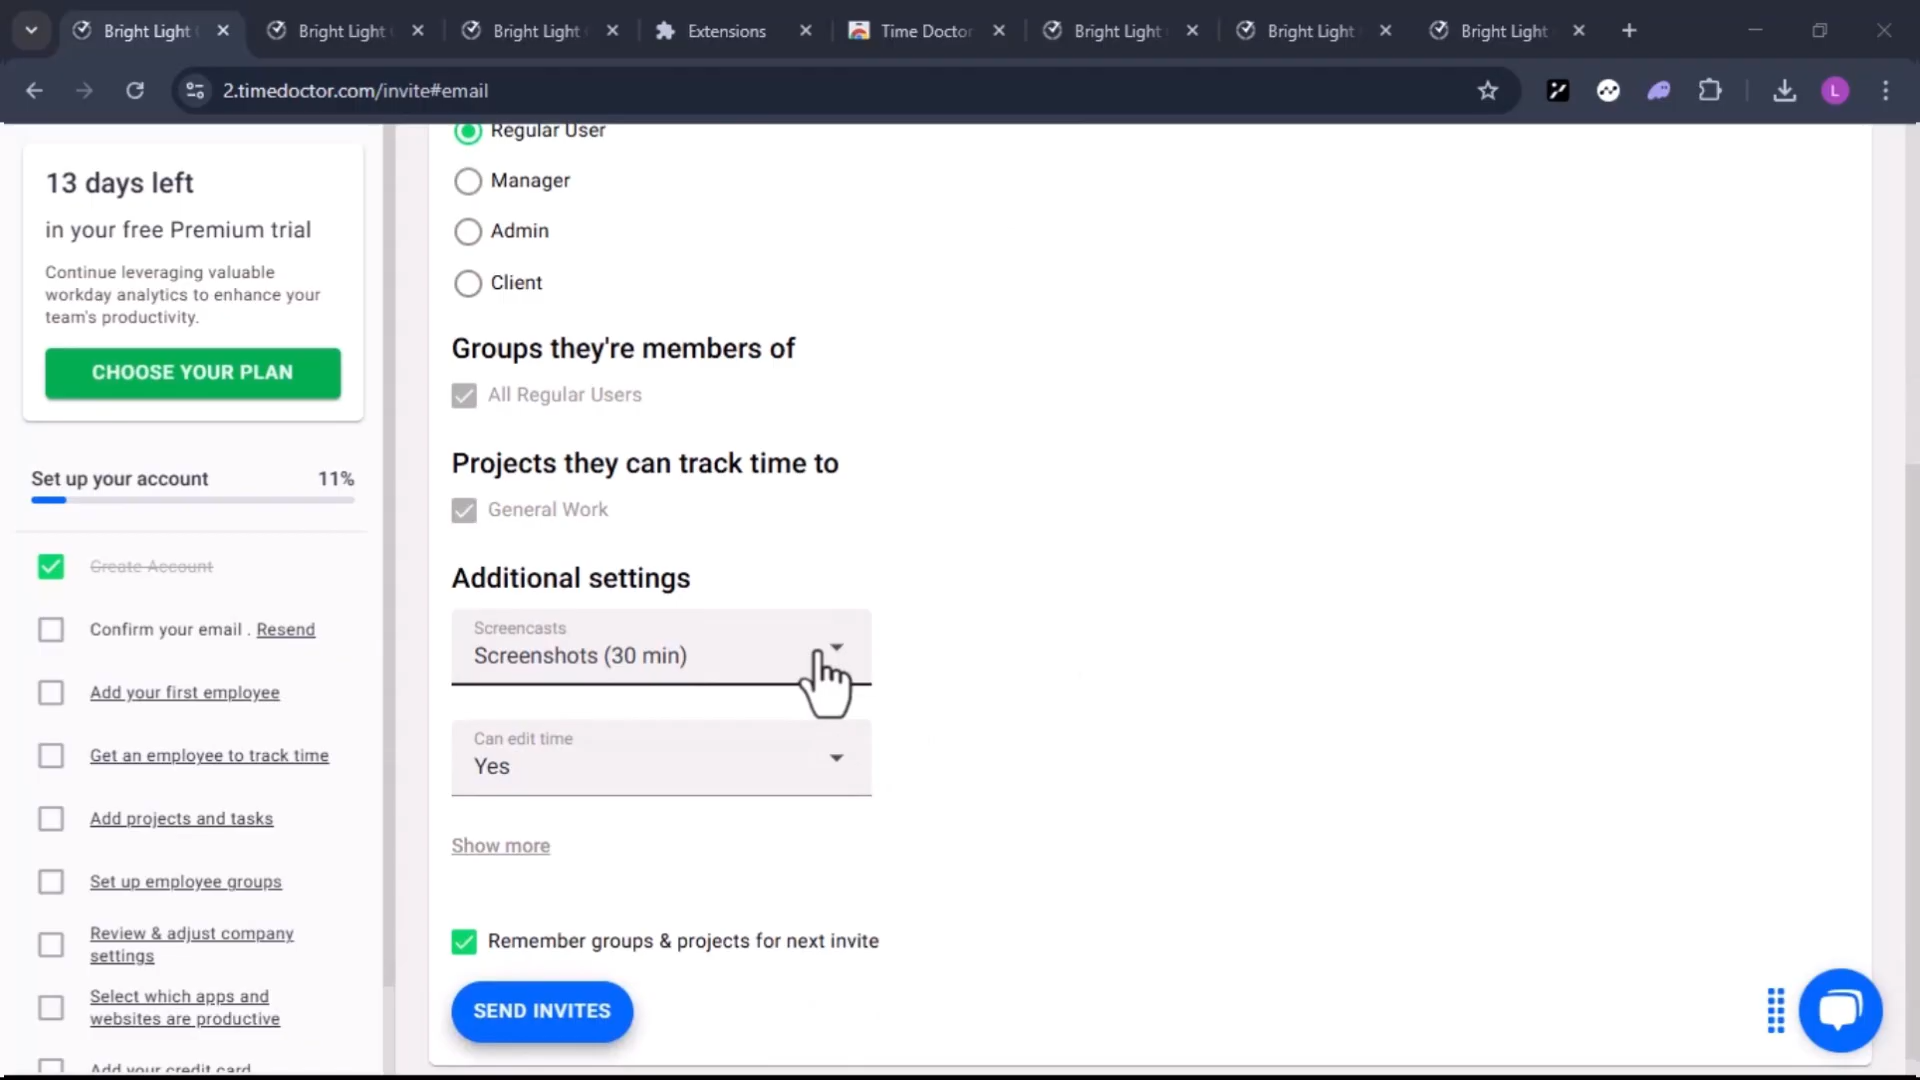 Bright Light
Bright Light
Bright Light
Extensions
Time Doctor
Bright Light
Bright Light
Bright Light
2.timedoctor.com/invite#email
L
13 days left
in your free Premium trial
Continue leveraging valuable
workday analytics to enhance your
team's productivity.
CHOOSE YOUR PLAN
Set up your account 11%
Create Account
Confirm your email . Resend
Add your first employee
Get an employee to track time
Add projects and tasks
Set up employee groups
Review & adjust company
settings
Select which apps and
websites are productive
Add your credit card
Regular User
Manager
Admin
Client
Groups they're members of
All Regular Users
Projects they can track time to
General Work
Additional settings
Screencasts
Screenshots (30 min)
Can edit time
Yes
Show more
Remember groups & projects for next invite
SEND INVITES